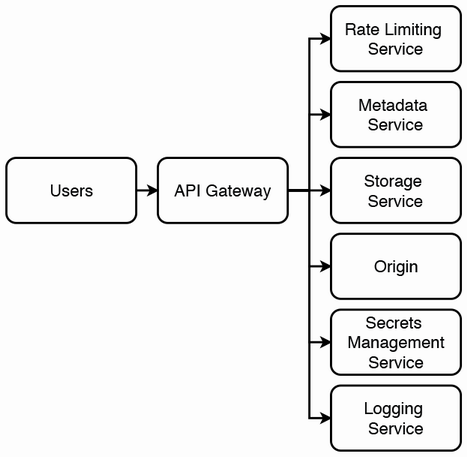 Rate Limiting
Service
Metadata
Service
Users
API Gateway
Storage
Service
Origin
Secrets
Management
Service
Logging
Service